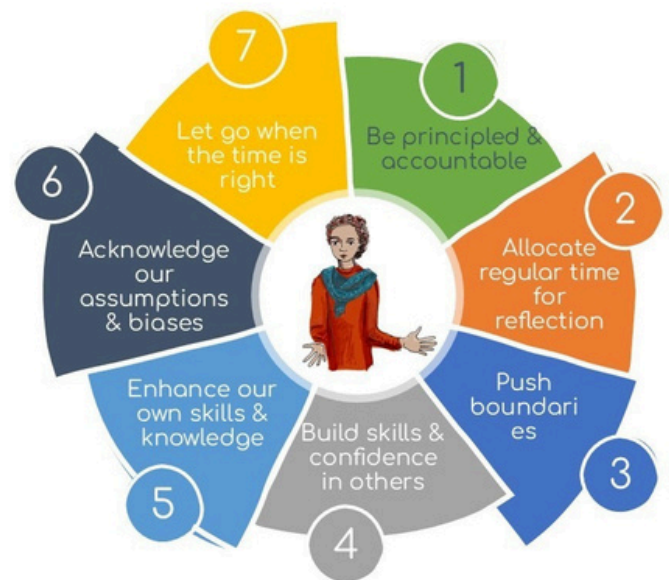 1
Be principled &
accountable
2
Allocate
regular time
for
reflection
3
Push
boundari
es
4
Build skills &
confidence
in others
5
Enhance our
own skills &
knowledge
6
Acknowledge
our
assumptions
& biases
7
Let go when
the time is
right